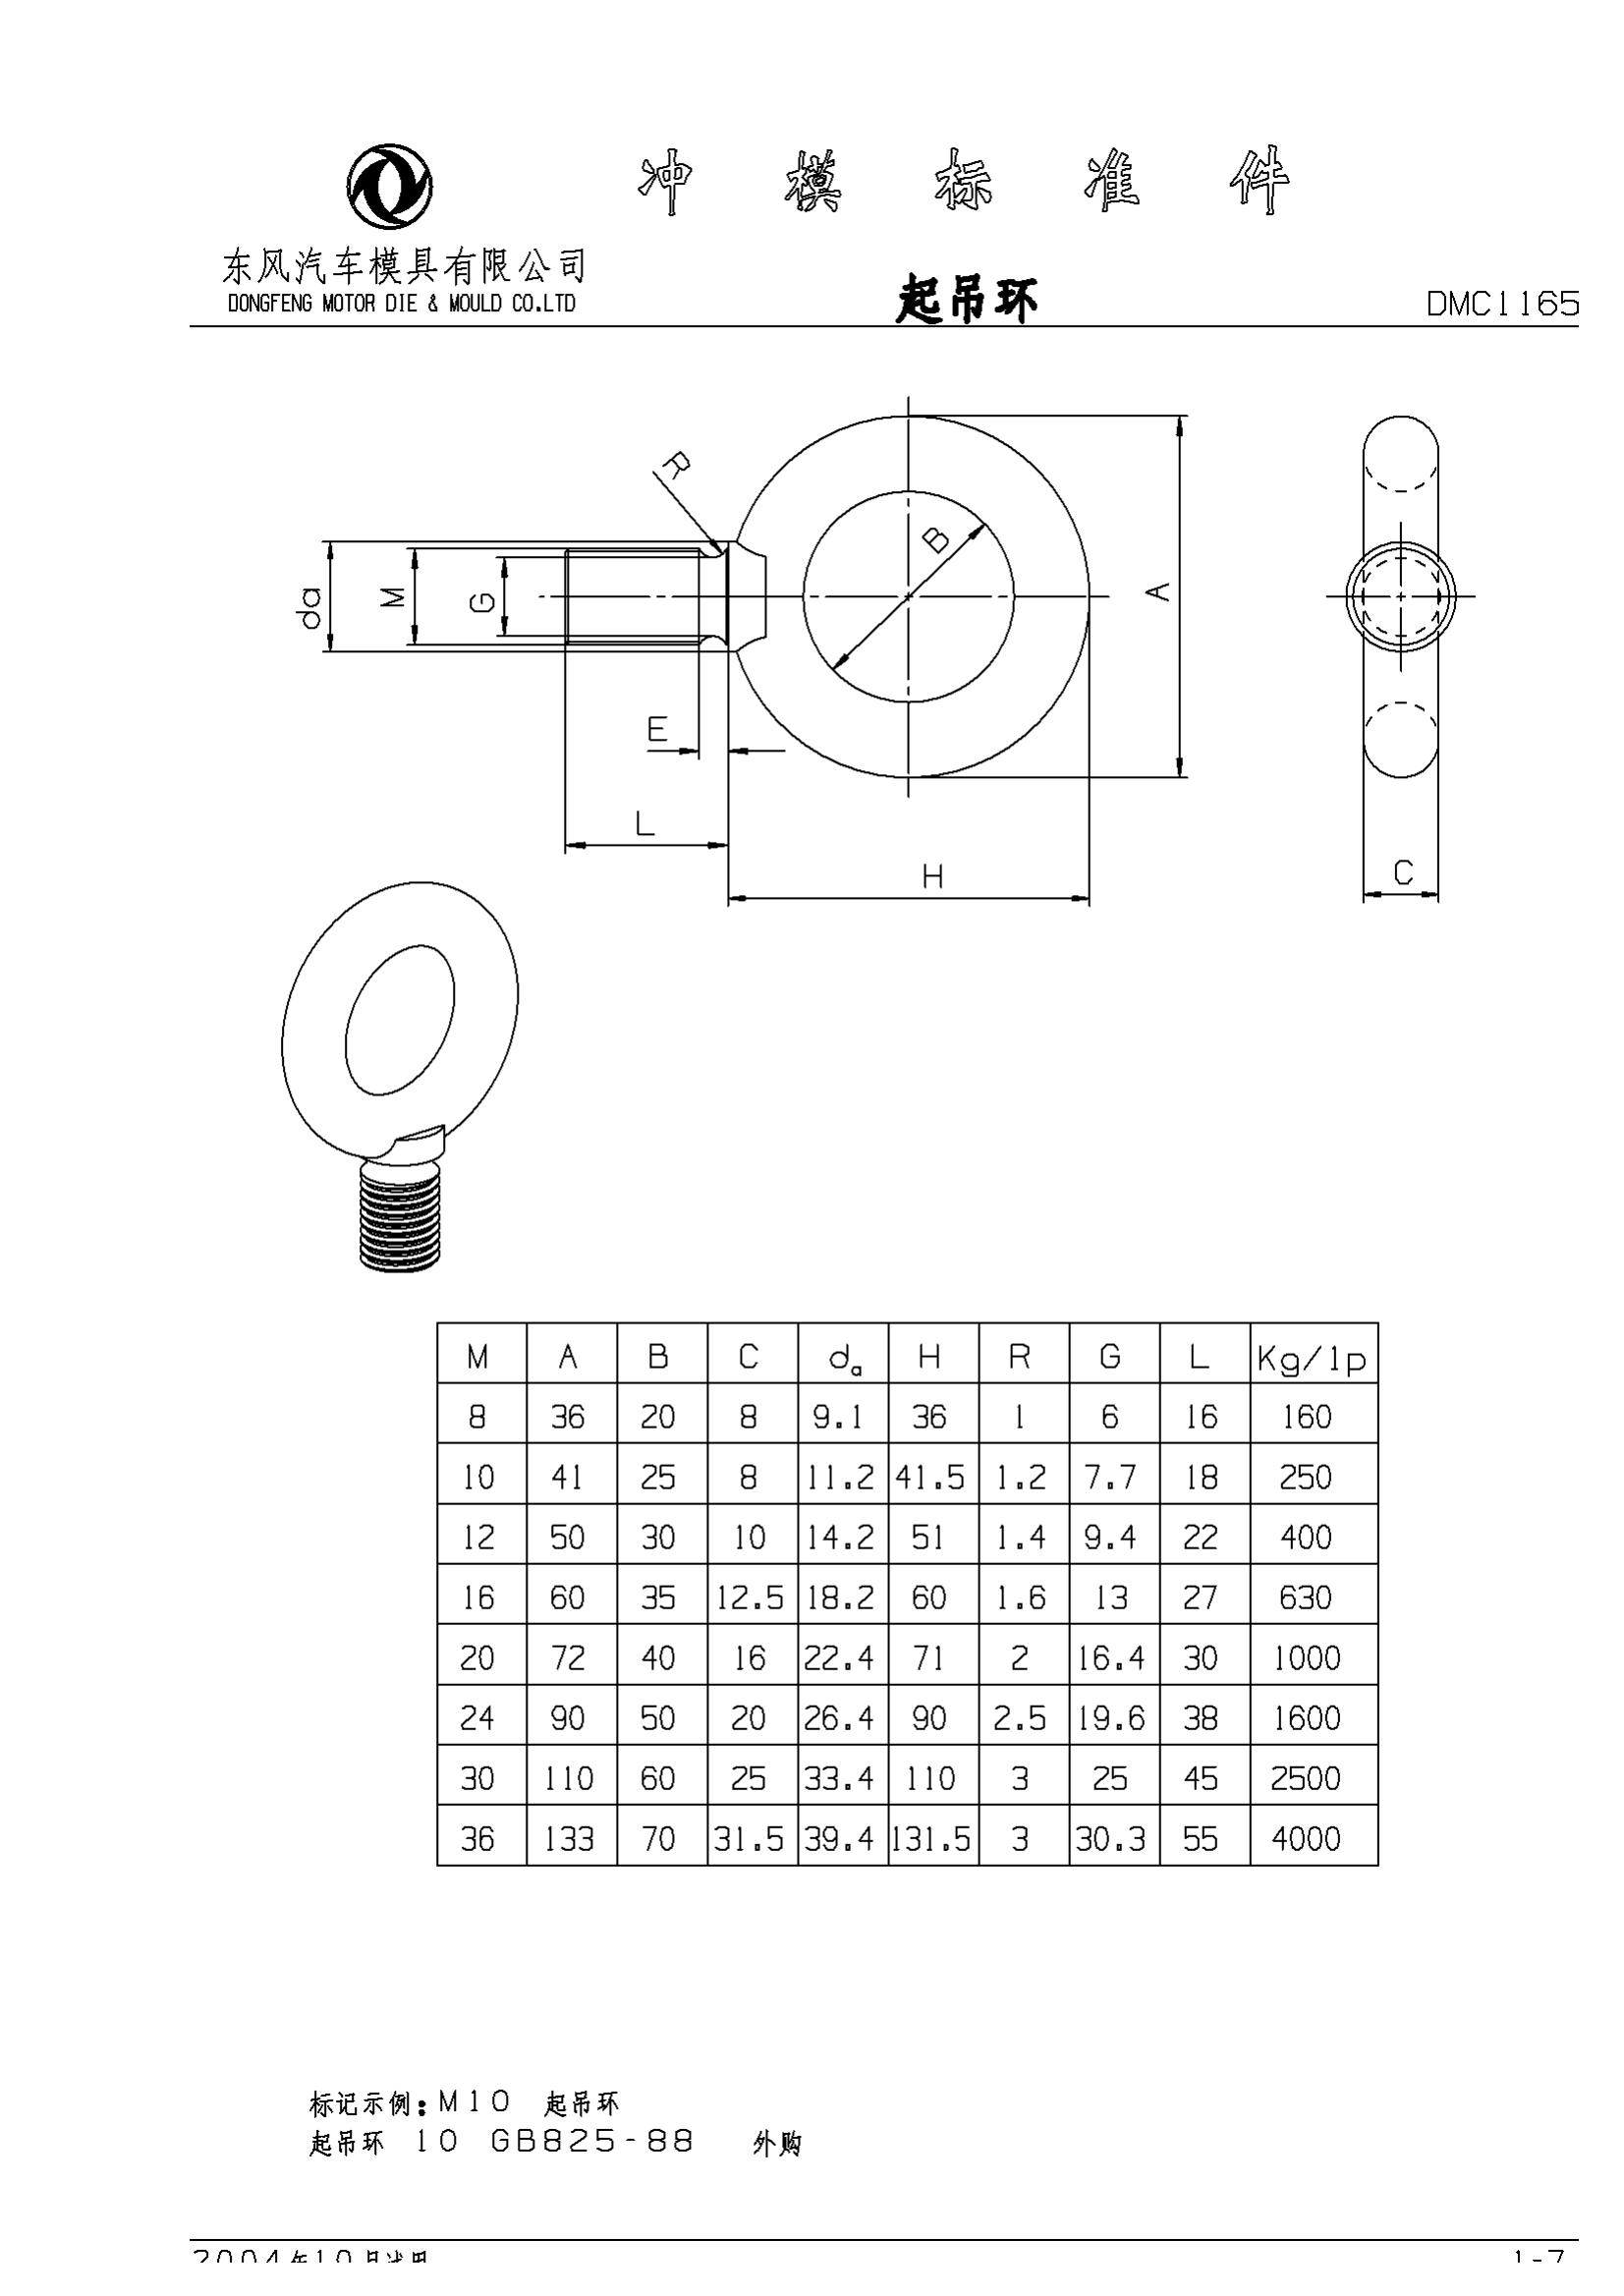 冲模标准件
东风汽车模具有限公司
DONGFENG MOTOR DIE & MOULD CO.LTD
起吊环
DMC1165
R
B
A
da
M
G
E
L
H
C
M A B C da H R G L Kg/1p
8 36 20 8 9.1 36 1 6 16 160
10 41 25 8 11.2 41.5 1.2 7.7 18 250
12 50 30 10 14.2 51 1.4 9.4 22 400
16 60 35 12.5 18.2 60 1.6 13 27 630
20 72 40 16 22.4 71 2 16.4 30 1000
24 90 50 20 26.4 90 2.5 19.6 38 1600
30 110 60 25 33.4 110 3 25 45 2500
36 133 70 31.5 39.4 131.5 3 30.3 55 4000
标记示例:M10 起吊环
起吊环 10 GB825-88 外购
2004年10月
1-7